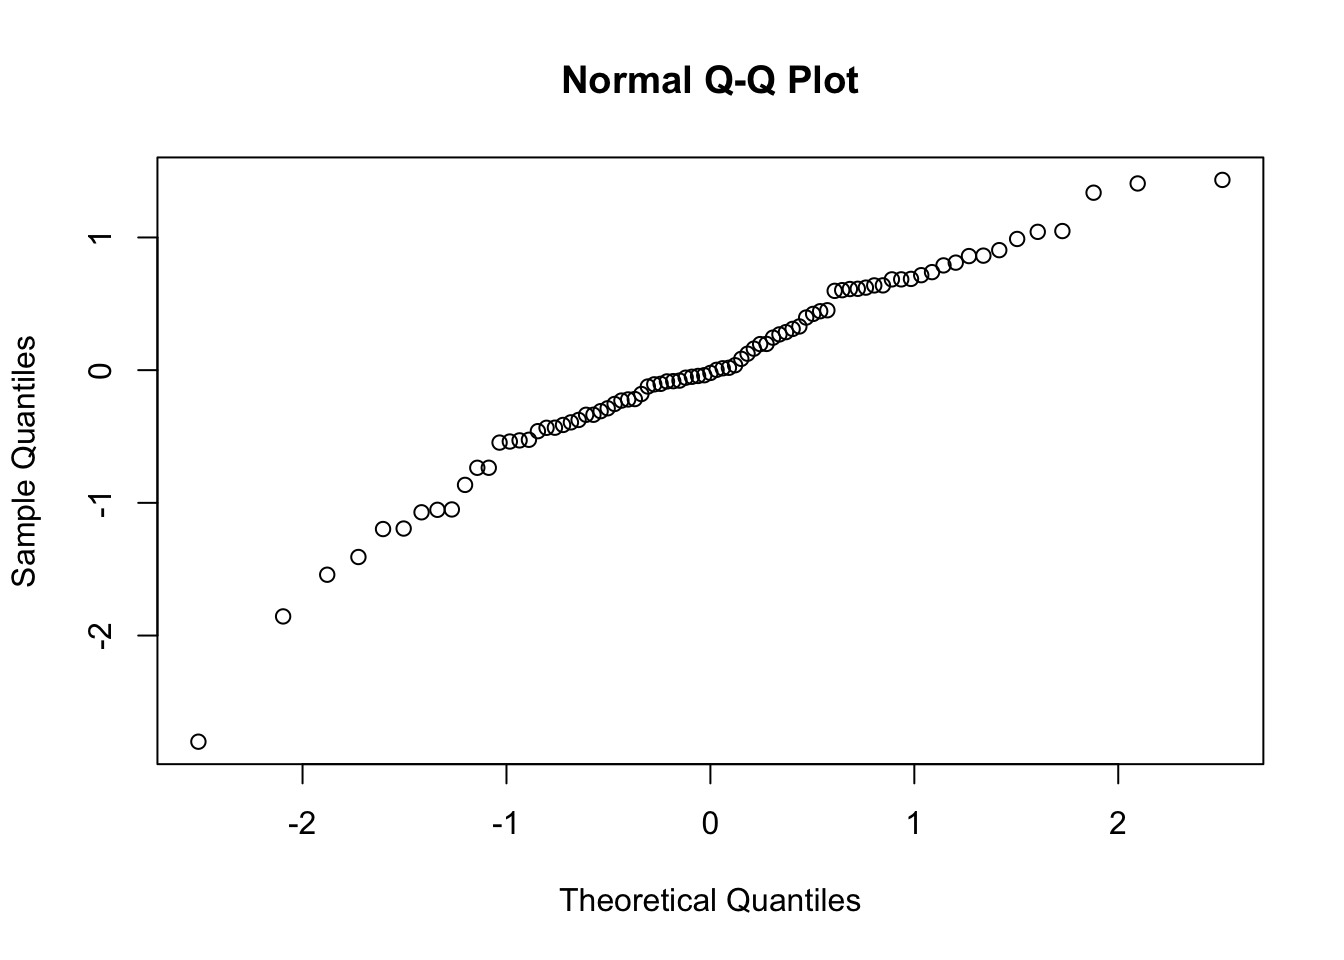 Normal Q-Q Plot
Sample Quantiles
1
0
-1
-2
-2 -1 0 1 2
Theoretical Quantiles